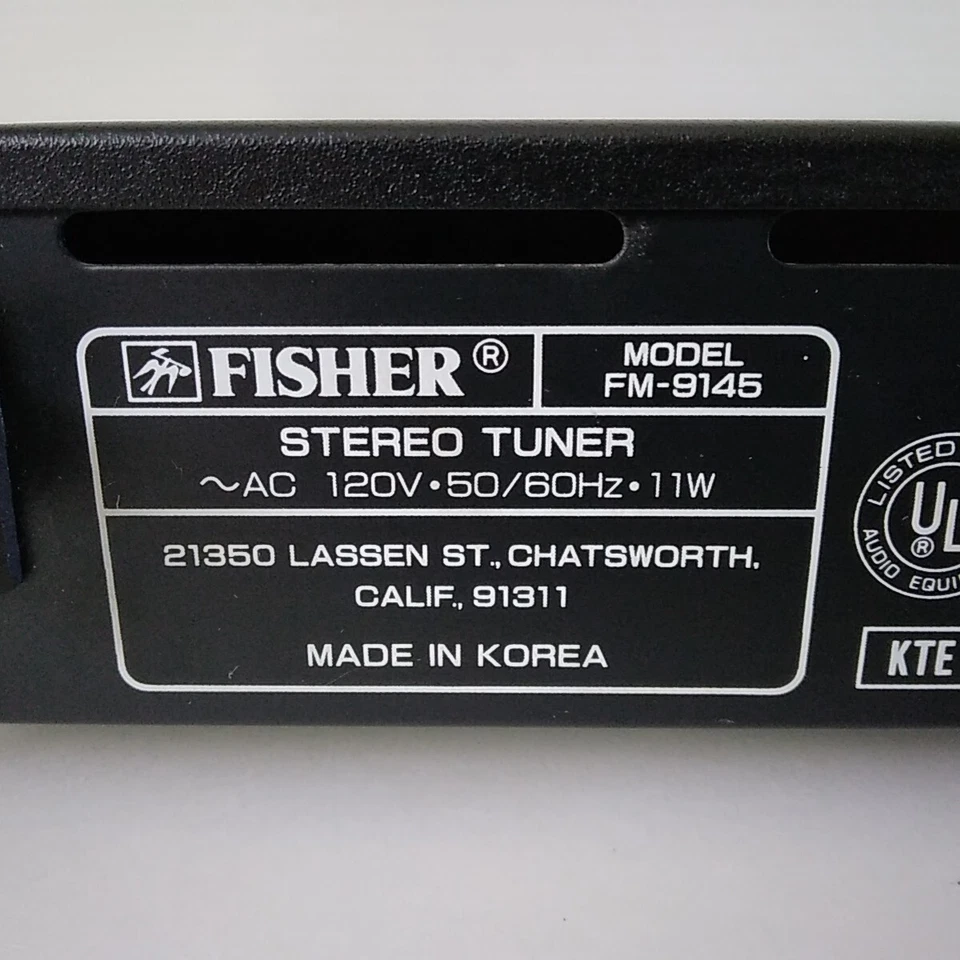 FISHER®
MODEL
FM-9145
STEREO TUNER
~AC 120V·50/60Hz·11W
21350 LASSEN ST., CHATSWORTH,
CALIF., 91311
MADE IN KOREA
LISTED
UL®
AUDIO
KTE